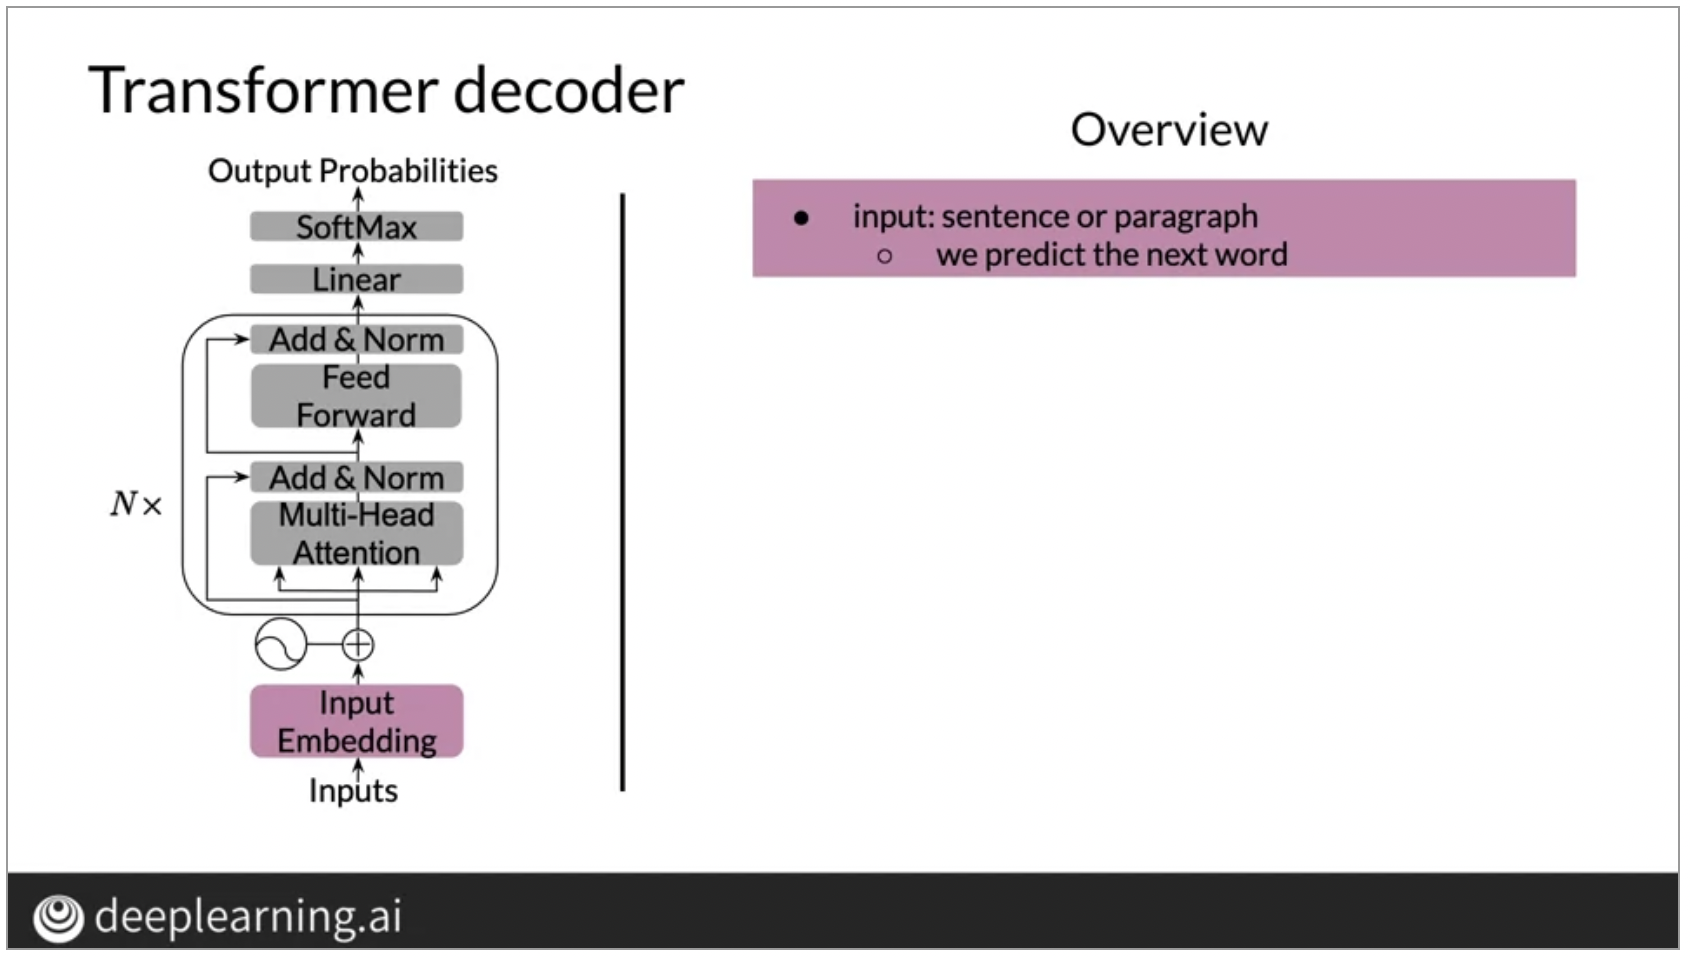 Transformer decoder
Overview
Output Probabilities
SoftMax
Linear
Add & Norm
Feed
Forward
Add & Norm
Multi-Head
Attention
N×
Input
Embedding
Inputs
● input: sentence or paragraph
○ we predict the next word
deeplearning.ai